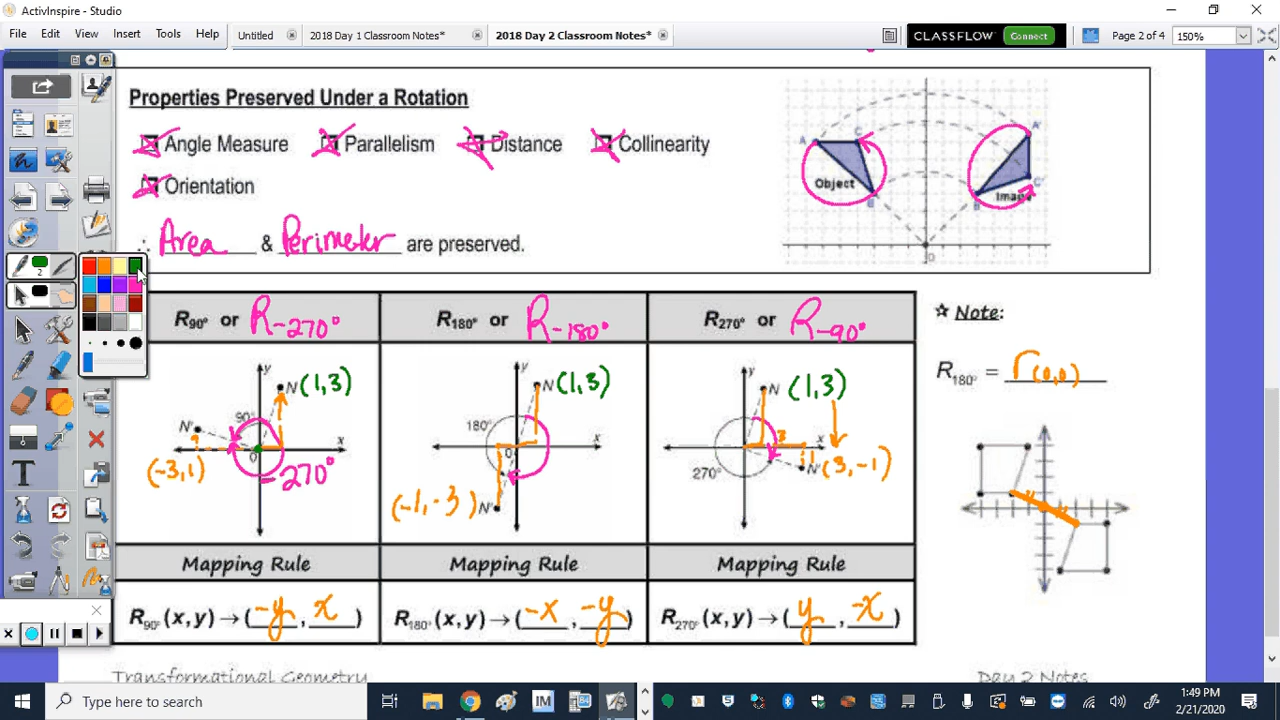 ActivInspire - Studio
File Edit View Insert Tools Help Untitled 2018 Day 1 Classroom Notes* 2018 Day 2 Classroom Notes* CLASSFLOW Connect Page 2 of 4 150%
Properties Preserved Under a Rotation
Angle Measure Parallelism Distance Collinearity
Orientation
∴ Area & Perimeter are preserved.
A C B Object
A' C' B' Image
O
R90° or R-270° R180° or R-180° R270° or R-90°
y N (1,3) 90° N' x O (-3,1) -270°
y N (1,3) 180° x O (-1,-3) N'
y N (1,3) 3 x 1 270° N' (3,-1)
Mapping Rule Mapping Rule Mapping Rule
R90°(x,y) → (-y, x) R180°(x,y) → (-x, -y) R270°(x,y) → (y, -x)
☆ Note:
R180° = r(0,0)
Transformational Geometry Day 2 Notes
Type here to search
1:49 PM
2/21/2020